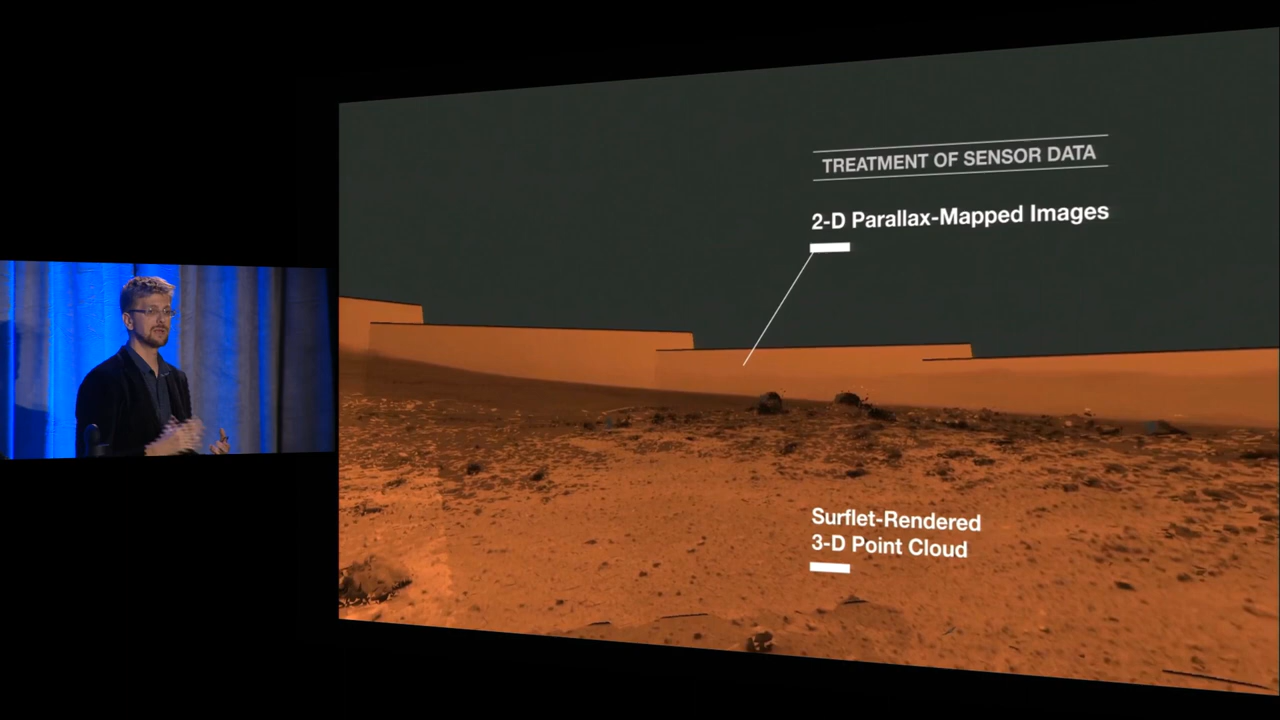 TREATMENT OF SENSOR DATA
2-D Parallax-Mapped Images
Surflet-Rendered
3-D Point Cloud